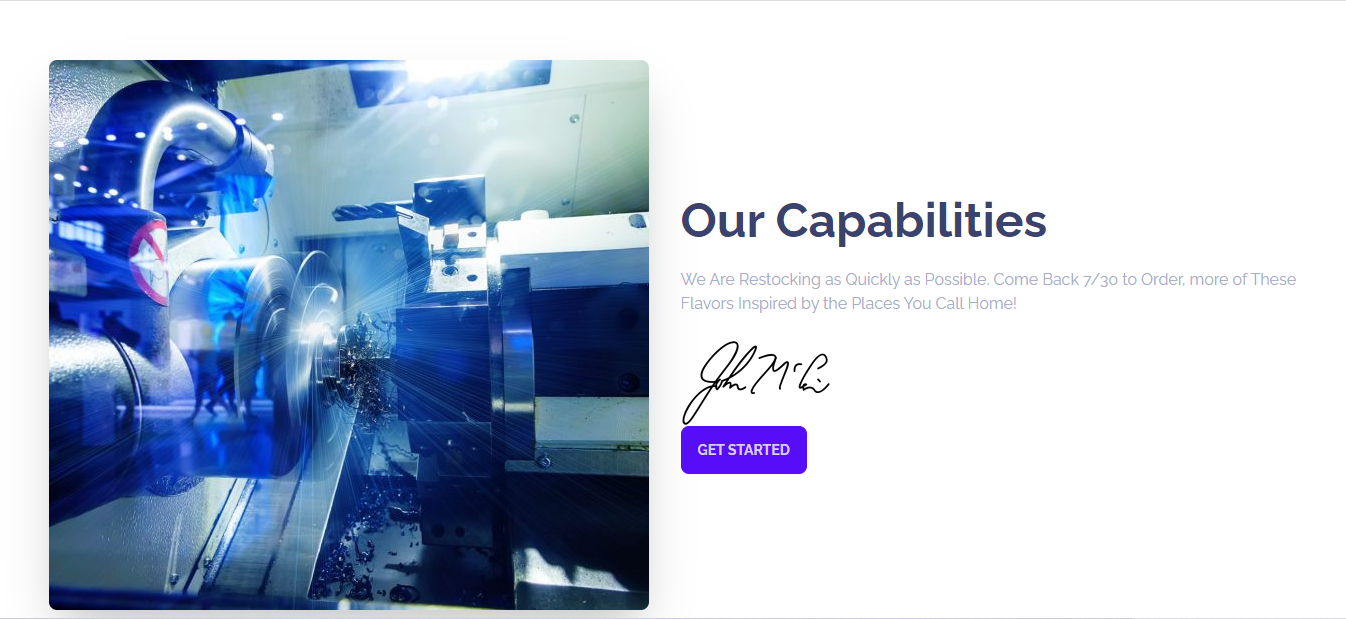 Our Capabilities
We Are Restocking as Quickly as Possible. Come Back 7/30 to Order, more of These
Flavors Inspired by the Places You Call Home!
John
GET STARTED